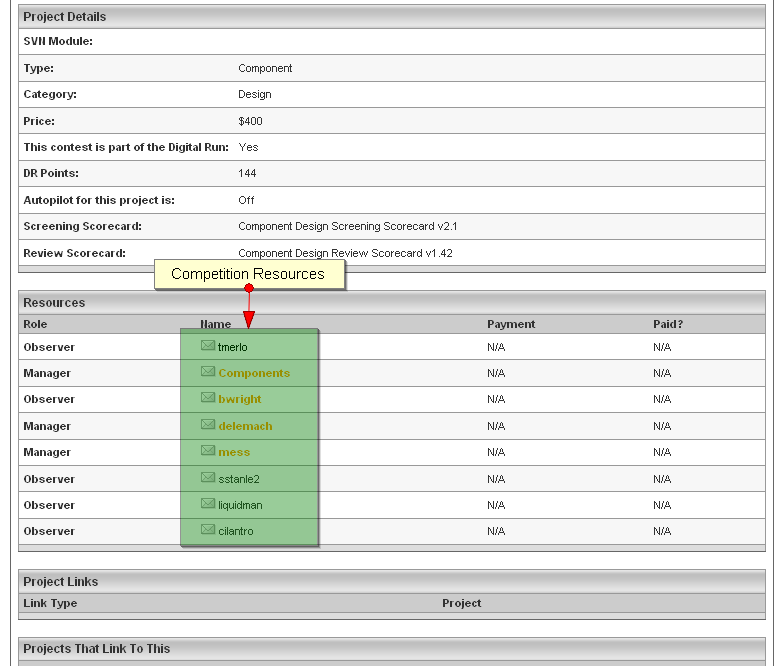 Project Details
SVN Module:
Type: Component
Category: Design
Price: $400
This contest is part of the Digital Run: Yes
DR Points: 144
Autopilot for this project is: Off
Screening Scorecard: Component Design Screening Scorecard v2.1
Review Scorecard: Component Design Review Scorecard v1.42
Competition Resources
Resources
Role Name Payment Paid?
Observer tmerlo N/A N/A
Manager Components N/A N/A
Observer bwright N/A N/A
Manager delemach N/A N/A
Manager mess N/A N/A
Observer sstanle2 N/A N/A
Observer liquidman N/A N/A
Observer cilantro N/A N/A
Project Links
Link Type Project
Projects That Link To This